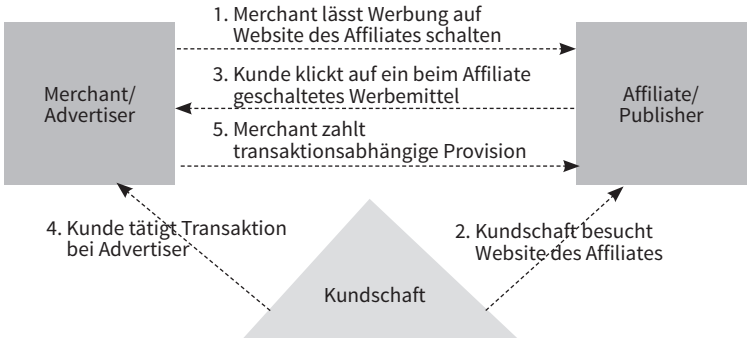 1. Merchant lässt Werbung auf
Website des Affiliates schalten
Merchant/
Advertiser
3. Kunde klickt auf ein beim Affiliate
geschaltetes Werbemittel
Affiliate/
Publisher
5. Merchant zahlt
transaktionsabhängige Provision
4. Kunde tätigt Transaktion
bei Advertiser
2. Kundschaft besucht
Website des Affiliates
Kundschaft